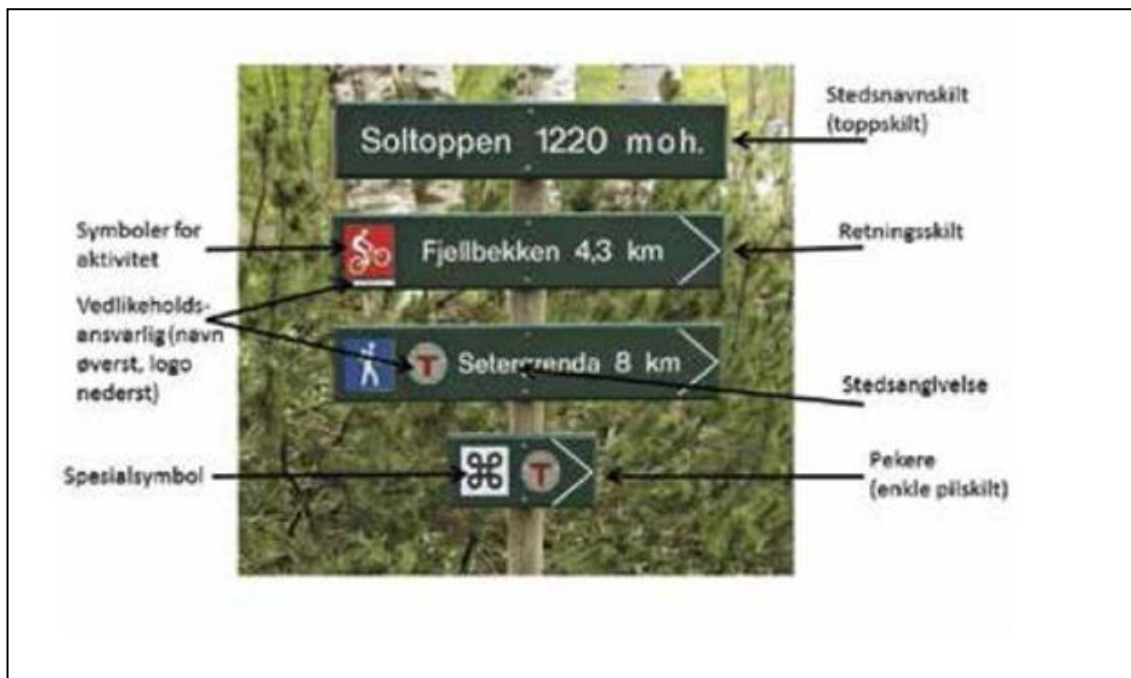 Stedsnavnskilt
(toppskilt)
Soltoppen 1220 moh.
Symboler for
aktivitet
Fjellbekken 4,3 km
Retningsskilt
Vedlikeholds-
ansvarlig (navn
øverst, logo
nederst)
T Setergrenda 8 km
Stedsangivelse
Spesialsymbol
T
Pekere
(enkle pilskilt)